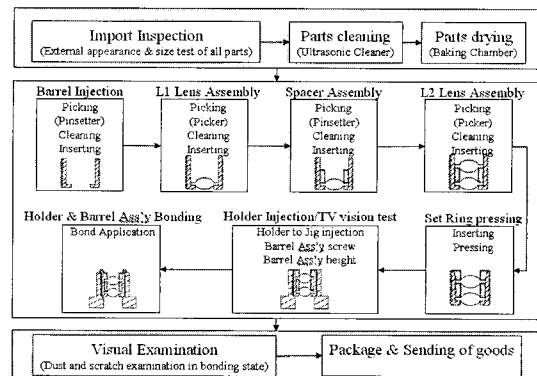 Import Inspection
(External appearance & size test of all parts)
Parts cleaning
(Ultrasonic Cleaner)
Parts drying
(Baking Chamber)
Barrel Injection
Picking
(Pinsetter)
Cleaning
Inserting
L1 Lens Assembly
Picking
(Picker)
Cleaning
Inserting
Spacer Assembly
Picking
(Pinsetter)
Cleaning
Inserting
L2 Lens Assembly
Picking
(Picker)
Cleaning
Inserting
Holder & Barrel Ass'y Bonding
Bond Application
Holder Injection/TV vision test
Holder to Jig injection
Barrel Ass'y screw
Barrel Ass'y height
Set Ring pressing
Inserting
Pressing
Visual Examination
(Dust and scratch examination in bonding state)
Package & Sending of goods